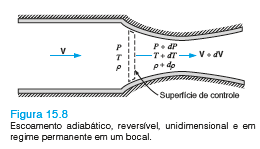 V
P
T
ρ
P + dP
T + dT
ρ + dρ
V + dV
Superfície de controle
Figura 15.8
Escoamento adiabático, reversível, unidimensional e em
regime permanente em um bocal.